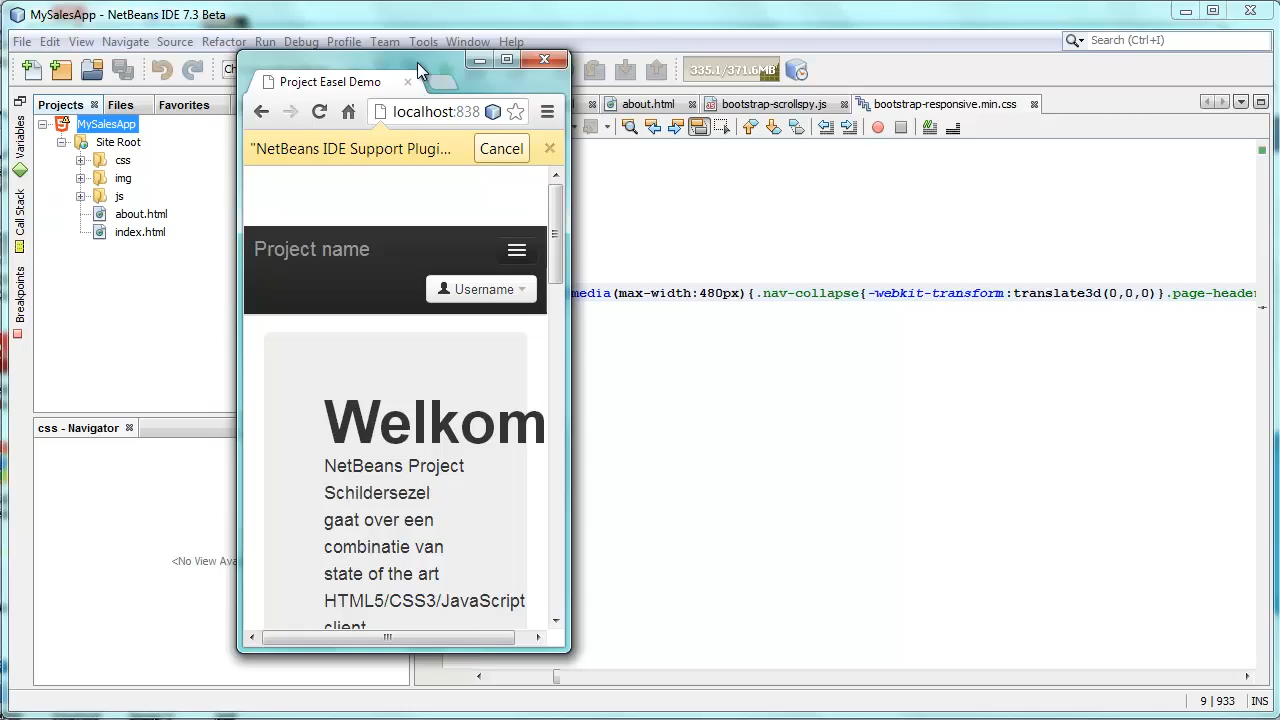 MySalesApp - NetBeans IDE 7.3 Beta
File Edit View Navigate Source Refactor Run Debug Profile Team Tools Window Help
Search (Ctrl+I)
335.1/371.6MB
Project Easel Demo
Projects Files Favorites
about.html bootstrap-scrollspy.js bootstrap-responsive.min.css
localhost:838
MySalesApp
Site Root
css
img
js
about.html
index.html
Variables
Call Stack
Breakpoints
"NetBeans IDE Support Plugi... Cancel
Project name
Username
media(max-width:480px){.nav-collapse{-webkit-transform:translate3d(0,0,0)}.page-header
Welkom
NetBeans Project
Schildersezel
gaat over een
combinatie van
state of the art
HTML5/CSS3/JavaScript
client
css - Navigator
<No View Ava
9 | 933 INS